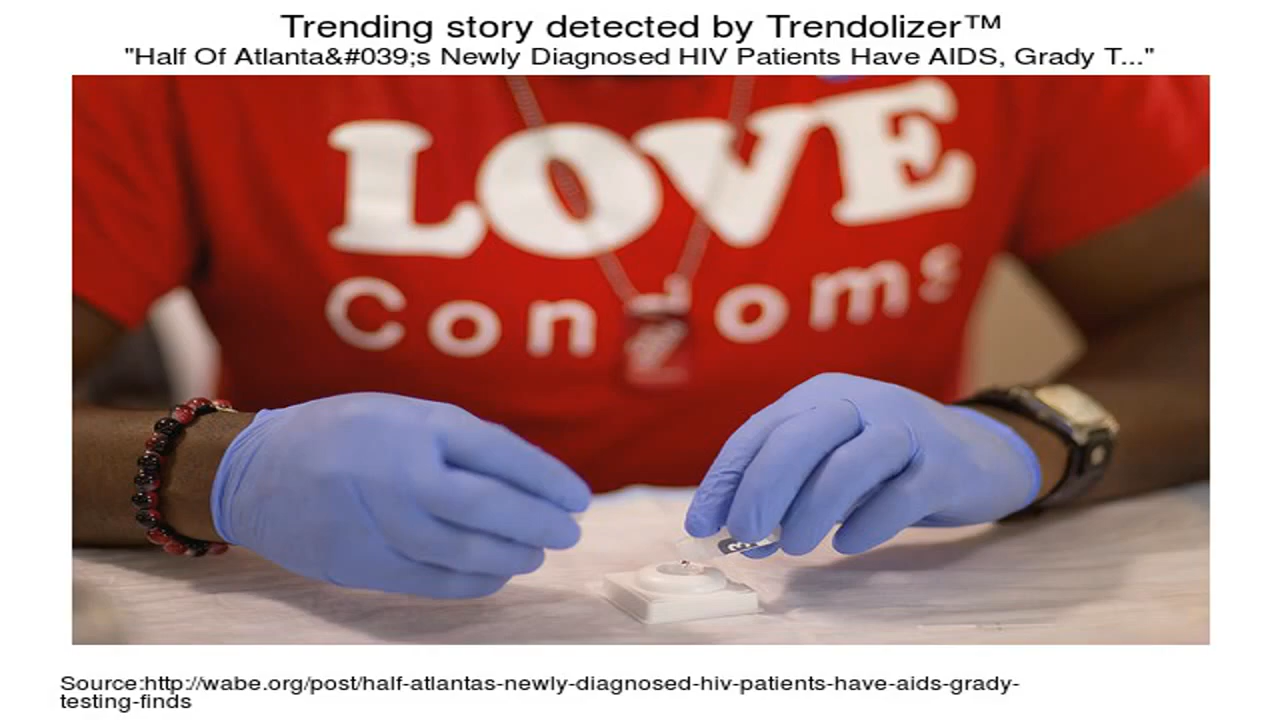 Trending story detected by Trendolizer™
"Half Of Atlanta&#039;s Newly Diagnosed HIV Patients Have AIDS, Grady T..."
LOVE
Condoms
3
Source:http://wabe.org/post/half-atlantas-newly-diagnosed-hiv-patients-have-aids-grady-
testing-finds